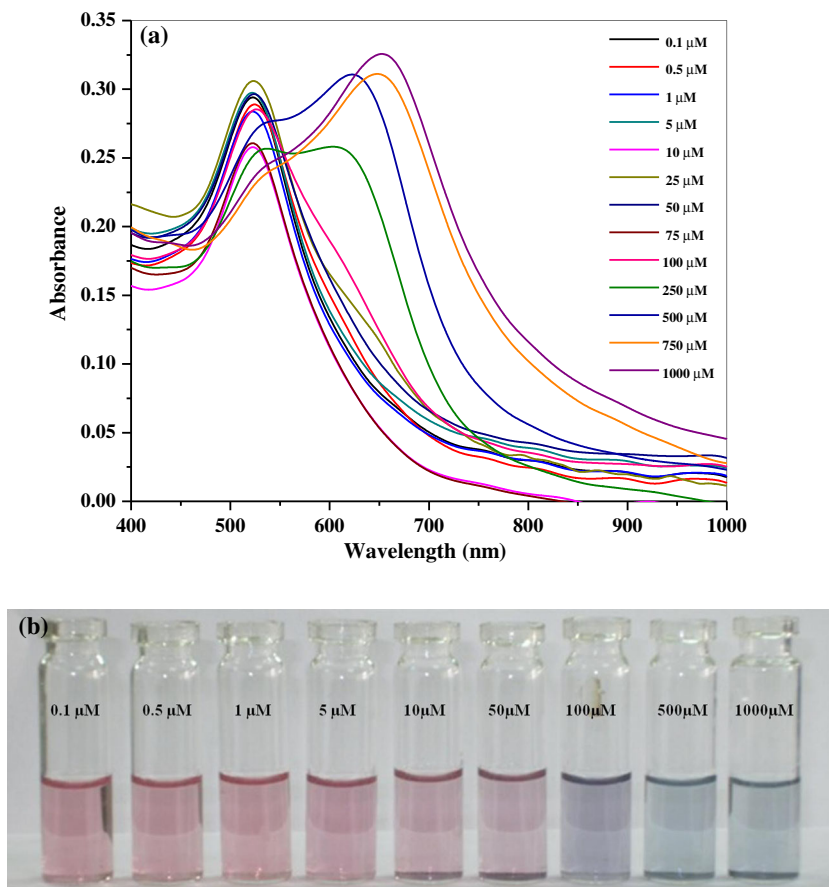 (a)
0.35
0.30
0.25
0.20
0.15
0.10
0.05
0.00
Absorbance
400
500
600
700
800
900
1000
Wavelength (nm)
0.1 µM
0.5 µM
1 µM
5 µM
10 µM
25 µM
50 µM
75 µM
100 µM
250 µM
500 µM
750 µM
1000 µM
(b)
0.1 µM 0.5 µM 1 µM 5 µM 10µM 50µM 100µM 500µM 1000µM